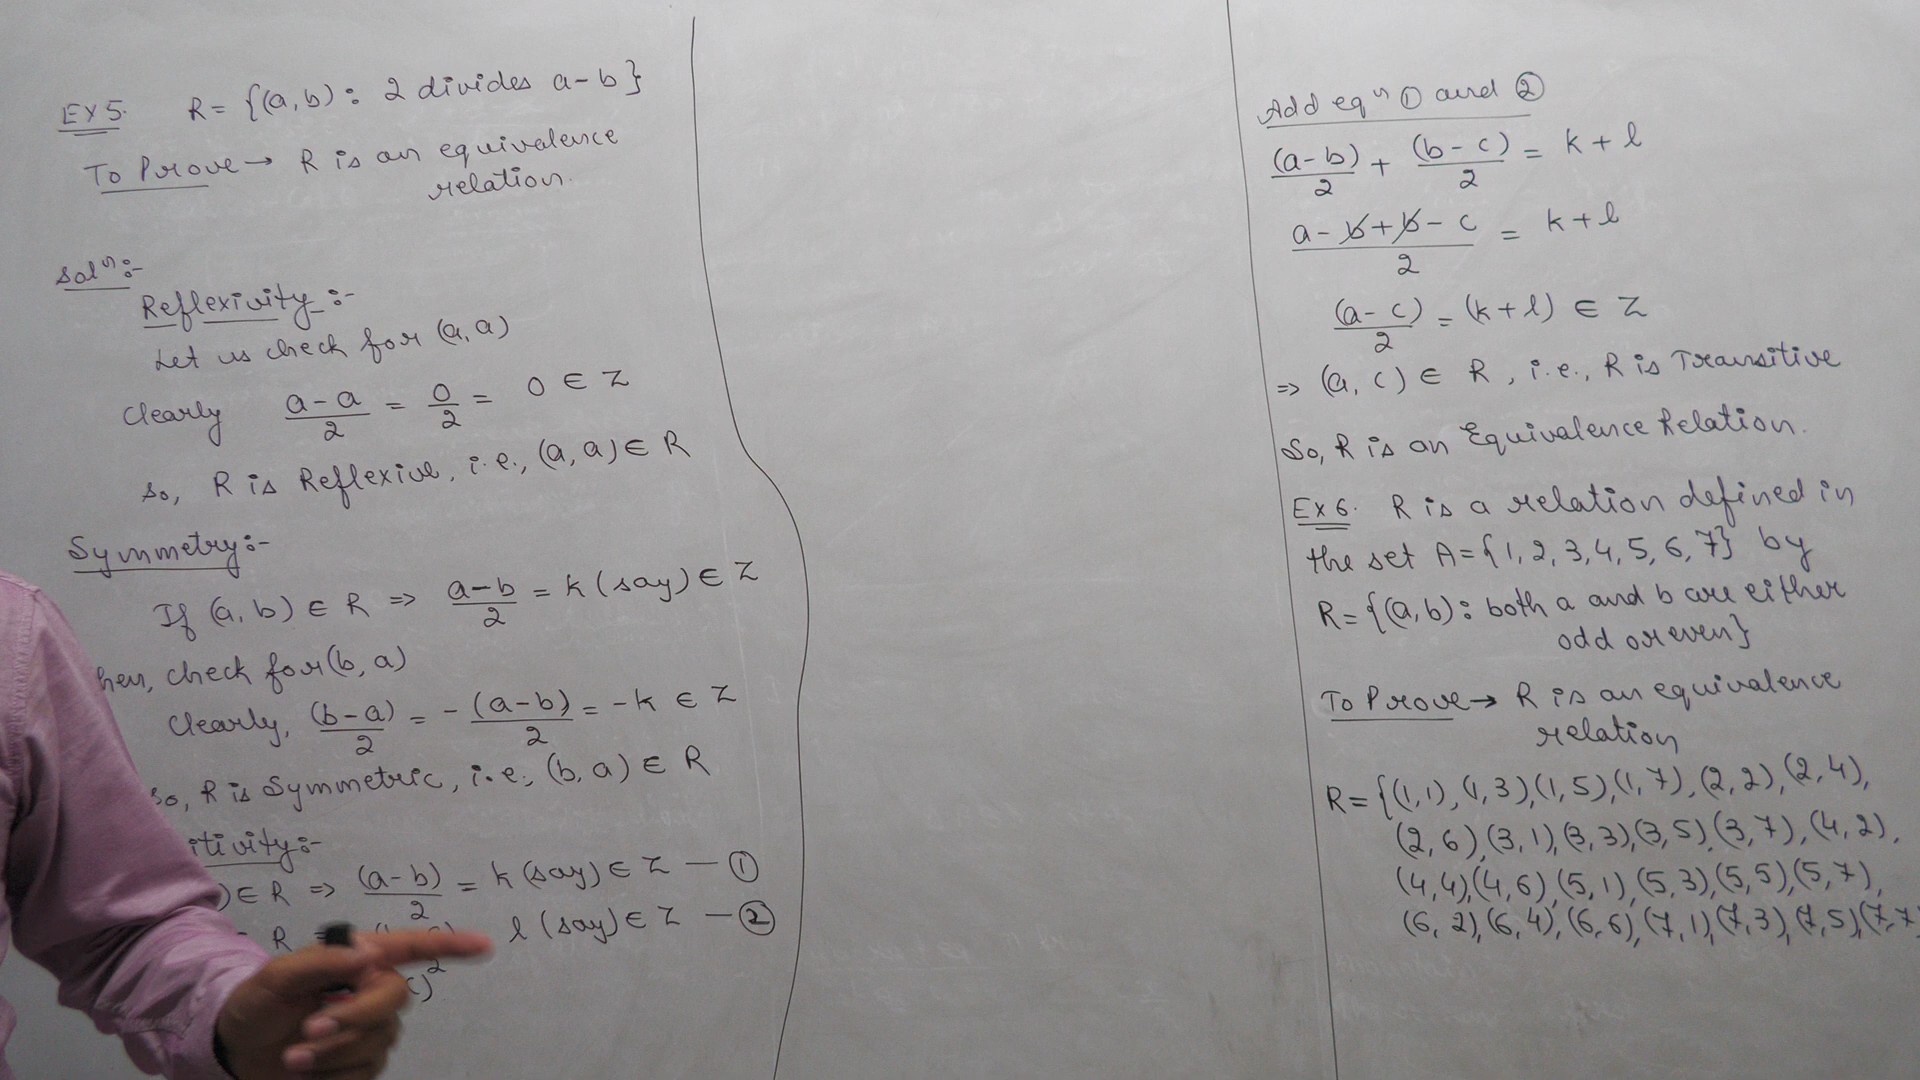 EX 5. R = {(a, b) : 2 divides a - b}
To Prove → R is an equivalence
relation.
Solⁿ :-
Reflexivity :-
Let us check for (a, a)
Clearly (a - a)/2 = 0/2 = 0 ∈ Z
So, R is Reflexive, i.e., (a, a) ∈ R
Symmetry :-
If (a, b) ∈ R ⇒ (a - b)/2 = k (say) ∈ Z
hen, check for (b, a)
Clearly, (b - a)/2 = - (a - b)/2 = - k ∈ Z
So, R is Symmetric, i.e., (b, a) ∈ R
itivity :-
) ∈ R ⇒ (a - b)/2 = k (say) ∈ Z — ①
R l (say) ∈ Z — ②
c)
Add eqⁿ ① and ②
(a - b)/2 + (b - c)/2 = k + l
(a - b + b - c)/2 = k + l
(a - c)/2 = (k + l) ∈ Z
⇒ (a, c) ∈ R, i.e., R is Transitive
So, R is an Equivalence Relation.
Ex 6. R is a relation defined in
the set A = {1, 2, 3, 4, 5, 6, 7} by
R = {(a, b) : both a and b are either
odd or even}
To Prove → R is an equivalence
relation
R = {(1, 1), (1, 3), (1, 5), (1, 7), (2, 2), (2, 4),
(2, 6), (3, 1), (3, 3), (3, 5), (3, 7), (4, 2),
(4, 4), (4, 6), (5, 1), (5, 3), (5, 5), (5, 7),
(6, 2), (6, 4), (6, 6), (7, 1), (7, 3), (7, 5), (7, 7